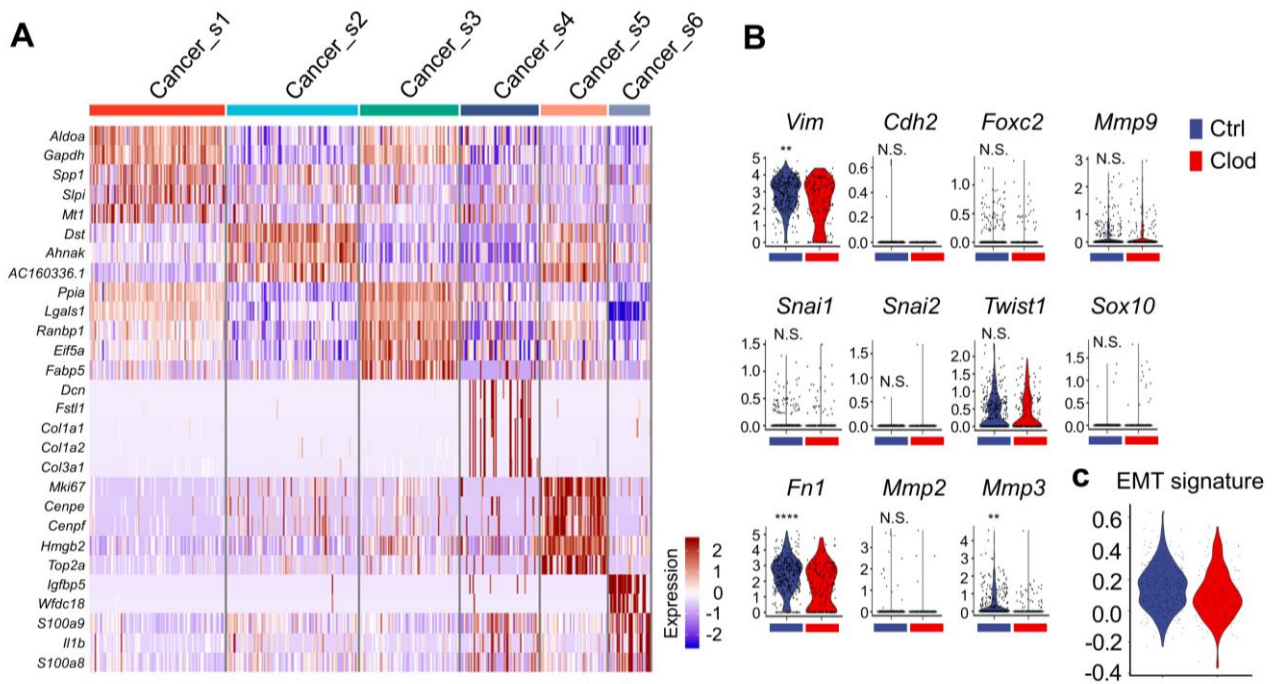 A
Cancer_s1
Cancer_s2
Cancer_s3
Cancer_s4
Cancer_s5
Cancer_s6
Aldoa
Gapdh
Spp1
Slpi
Mt1
Dst
Ahnak
AC160336.1
Ppia
Lgals1
Ranbp1
Eif5a
Fabp5
Dcn
Fstl1
Col1a1
Col1a2
Col3a1
Mki67
Cenpe
Cenpf
Hmgb2
Top2a
Igfbp5
Wfdc18
S100a9
Il1b
S100a8
Expression
2
1
0
-1
-2
B
Ctrl
Clod
Vim
**
5
4
3
2
1
0
Cdh2
N.S.
0.6
0.4
0.2
0.0
Foxc2
N.S.
1.0
0.5
0.0
Mmp9
N.S.
3
2
1
0
Snai1
N.S.
1.5
1.0
0.5
0.0
Snai2
N.S.
1.5
1.0
0.5
0.0
Twist1
N.S.
2.0
1.5
1.0
0.5
0.0
Sox10
N.S.
1.5
1.0
0.5
0.0
Fn1
****
5
4
3
2
1
0
Mmp2
N.S.
3
2
1
0
Mmp3
**
4
3
2
1
0
C
EMT signature
0.6
0.4
0.2
0.0
-0.2
-0.4